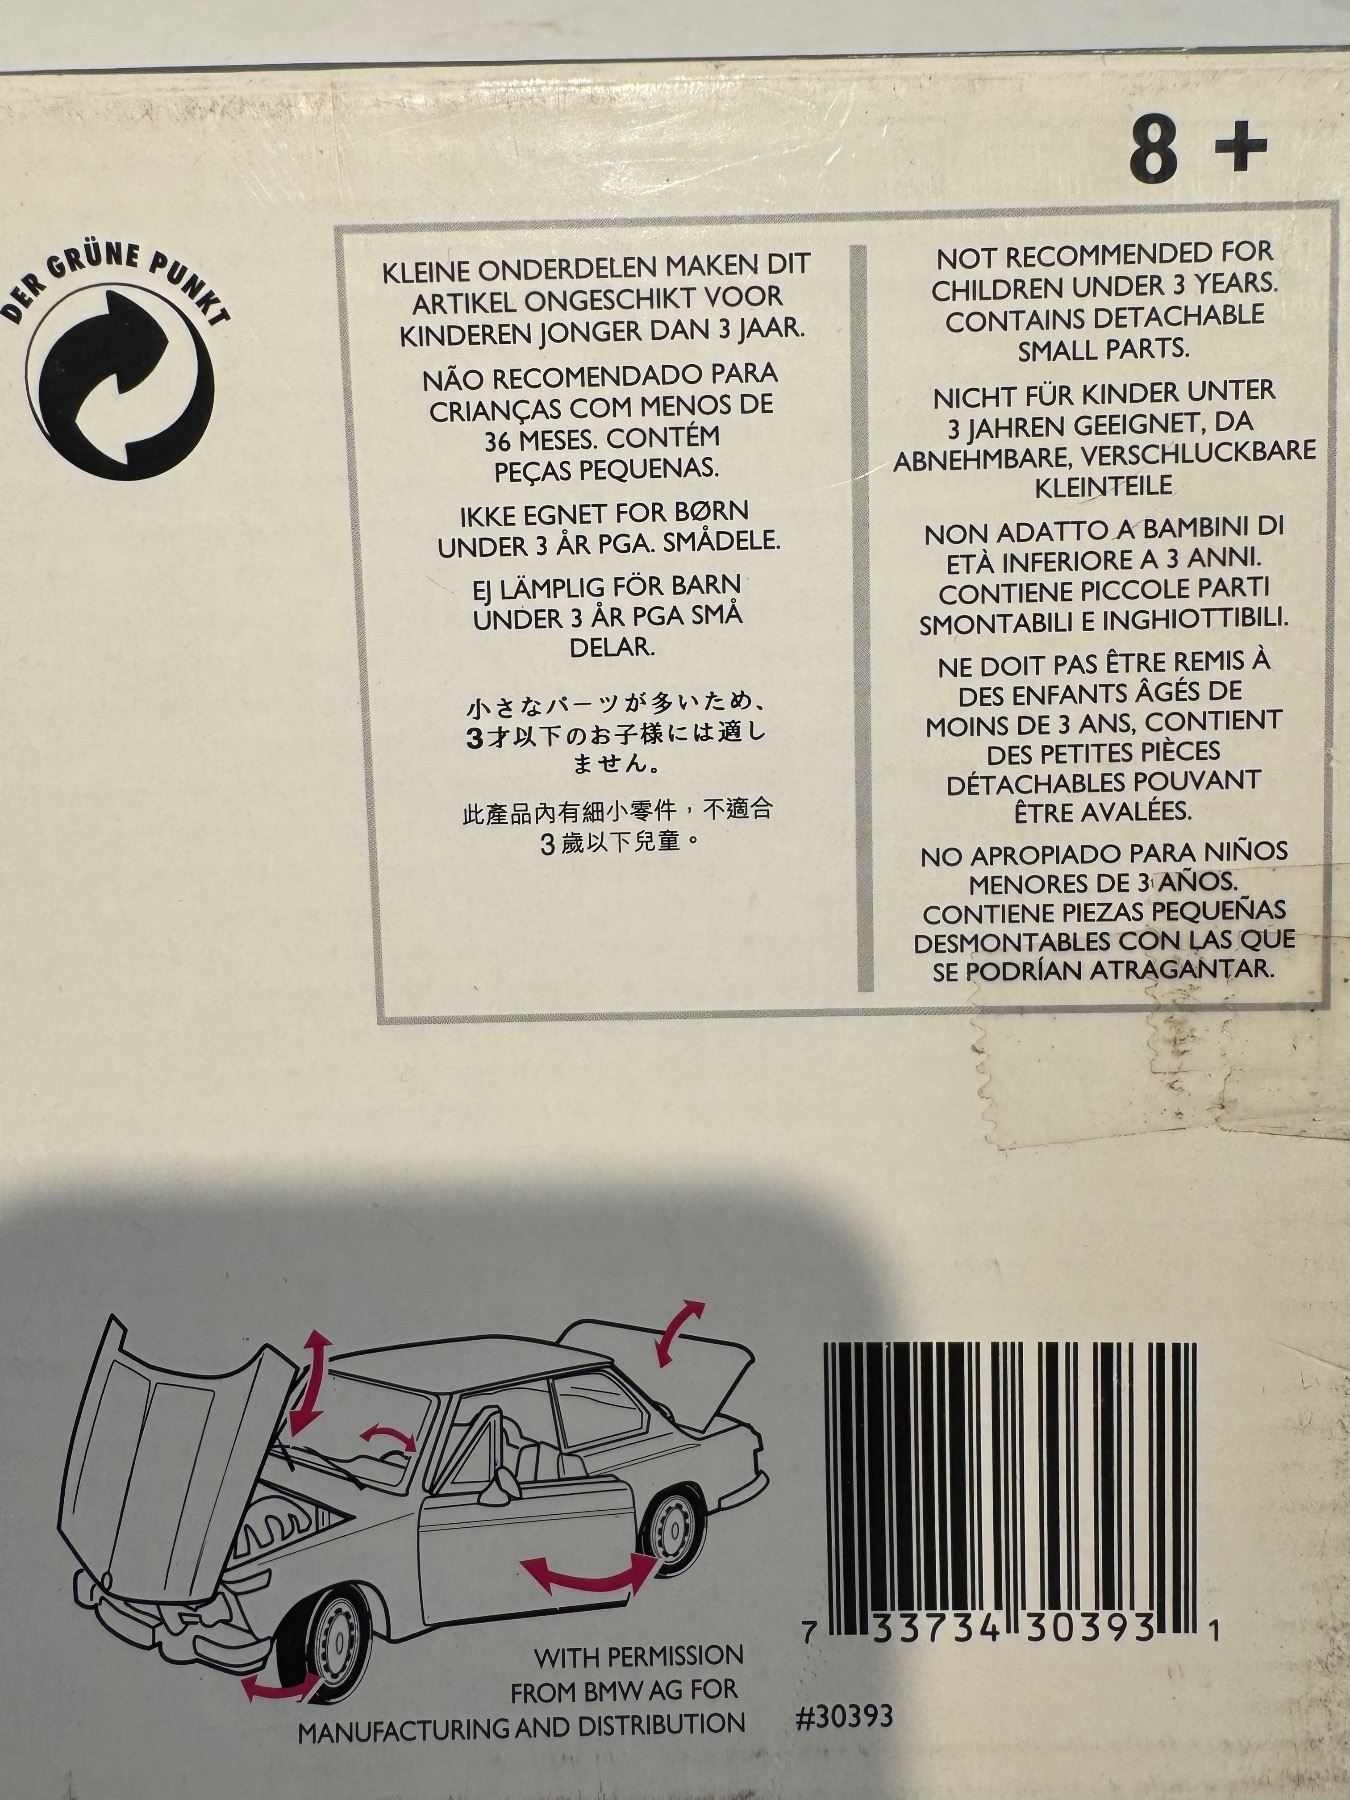 8 +
DER GRÜNE PUNKT
KLEINE ONDERDELEN MAKEN DIT
ARTIKEL ONGESCHIKT VOOR
KINDEREN JONGER DAN 3 JAAR.
NÃO RECOMENDADO PARA
CRIANÇAS COM MENOS DE
36 MESES. CONTÉM
PEÇAS PEQUENAS.
IKKE EGNET FOR BØRN
UNDER 3 ÅR PGA. SMÅDELE.
EJ LÄMPLIG FÖR BARN
UNDER 3 ÅR PGA SMÅ
DELAR.
小さなパーツが多いため、
3才以下のお子様には適し
ません。
此產品內有細小零件，不適合
3歲以下兒童。
NOT RECOMMENDED FOR
CHILDREN UNDER 3 YEARS.
CONTAINS DETACHABLE
SMALL PARTS.
NICHT FÜR KINDER UNTER
3 JAHREN GEEIGNET, DA
ABNEHMBARE, VERSCHLUCKBARE
KLEINTEILE
NON ADATTO A BAMBINI DI
ETÀ INFERIORE A 3 ANNI.
CONTIENE PICCOLE PARTI
SMONTABILI E INGHIOTTIBILI.
NE DOIT PAS ÊTRE REMIS À
DES ENFANTS ÂGÉS DE
MOINS DE 3 ANS, CONTIENT
DES PETITES PIÈCES
DÉTACHABLES POUVANT
ÊTRE AVALÉES.
NO APROPIADO PARA NIÑOS
MENORES DE 3 AÑOS.
CONTIENE PIEZAS PEQUEÑAS
DESMONTABLES CON LAS QUE
SE PODRÍAN ATRAGANTAR.
WITH PERMISSION
FROM BMW AG FOR
MANUFACTURING AND DISTRIBUTION
7 33734 30393 1
#30393